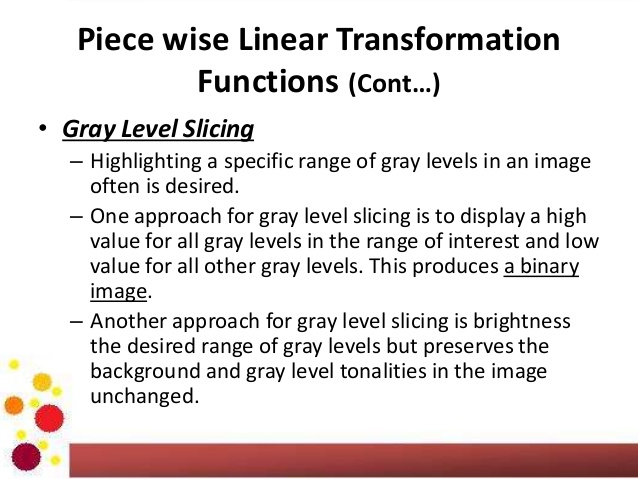 Piece wise Linear Transformation
Functions (Cont…)
• Gray Level Slicing
– Highlighting a specific range of gray levels in an image
often is desired.
– One approach for gray level slicing is to display a high
value for all gray levels in the range of interest and low
value for all other gray levels. This produces a binary
image.
– Another approach for gray level slicing is brightness
the desired range of gray levels but preserves the
background and gray level tonalities in the image
unchanged.